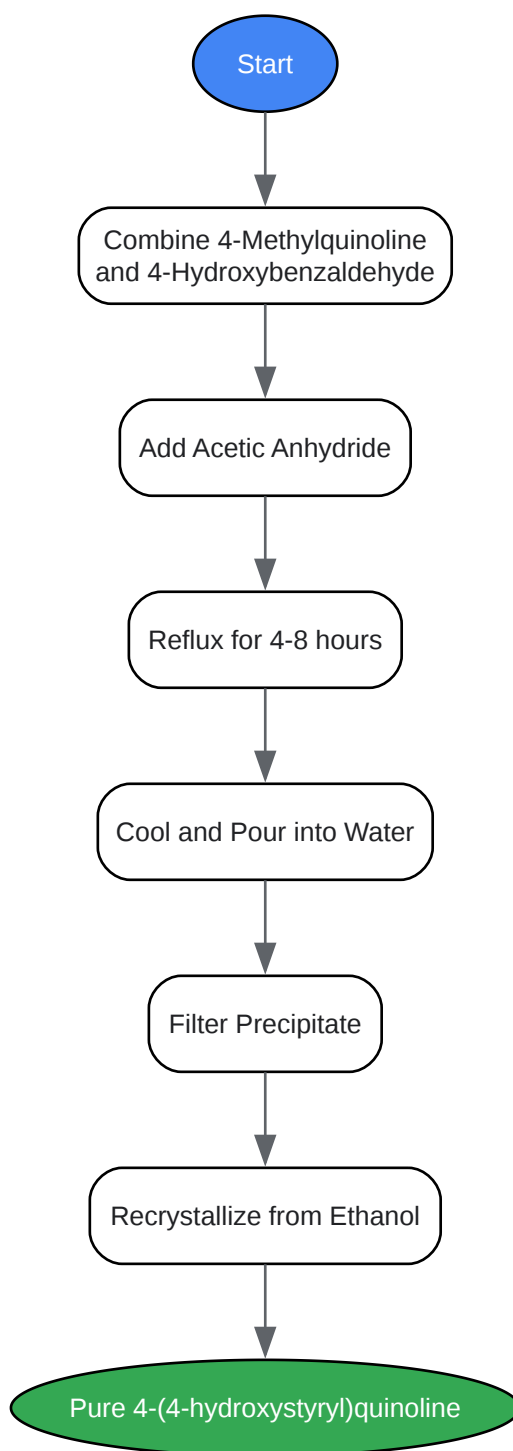 Start
Combine 4-Methylquinoline
and 4-Hydroxybenzaldehyde
Add Acetic Anhydride
Reflux for 4-8 hours
Cool and Pour into Water
Filter Precipitate
Recrystallize from Ethanol
Pure 4-(4-hydroxystyryl)quinoline